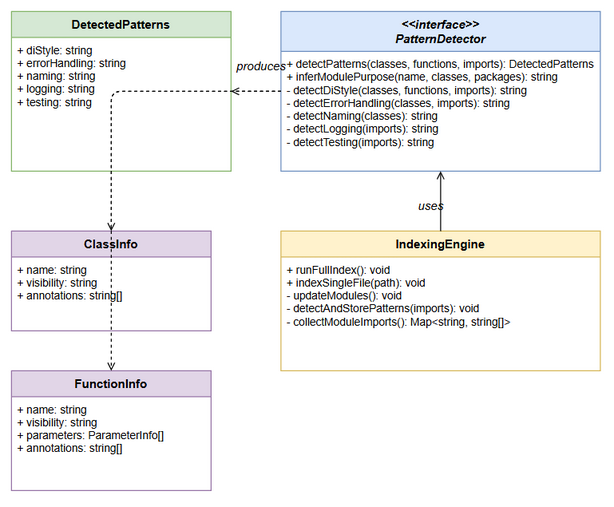 DetectedPatterns
+ diStyle: string
+ errorHandling: string
+ naming: string
+ logging: string
+ testing: string
<<interface>>
PatternDetector
+ detectPatterns(classes, functions, imports): DetectedPatterns
+ inferModulePurpose(name, classes, packages): string
- detectDiStyle(classes, functions, imports): string
- detectErrorHandling(classes, imports): string
- detectNaming(classes): string
- detectLogging(imports): string
- detectTesting(imports): string
produces
uses
ClassInfo
+ name: string
+ visibility: string
+ annotations: string[]
IndexingEngine
+ runFullIndex(): void
+ indexSingleFile(path): void
- updateModules(): void
- detectAndStorePatterns(imports): void
- collectModuleImports(): Map<string, string[]>
FunctionInfo
+ name: string
+ visibility: string
+ parameters: ParameterInfo[]
+ annotations: string[]